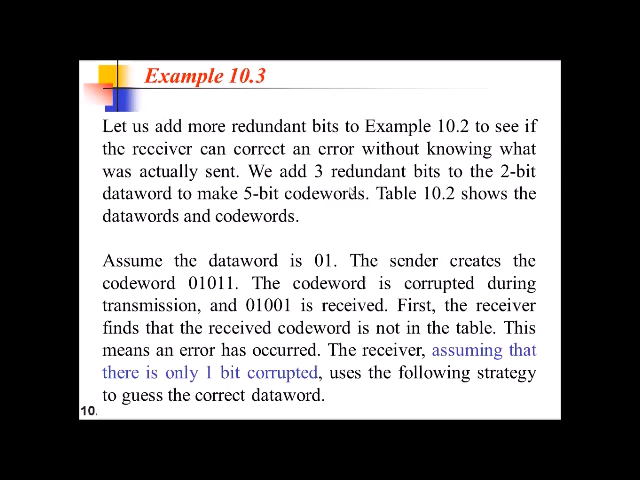 Example 10.3
Let us add more redundant bits to Example 10.2 to see if
the receiver can correct an error without knowing what
was actually sent. We add 3 redundant bits to the 2-bit
dataword to make 5-bit codewords. Table 10.2 shows the
datawords and codewords.
Assume the dataword is 01. The sender creates the
codeword 01011. The codeword is corrupted during
transmission, and 01001 is received. First, the receiver
finds that the received codeword is not in the table. This
means an error has occurred. The receiver, assuming that
there is only 1 bit corrupted, uses the following strategy
to guess the correct dataword.
10.